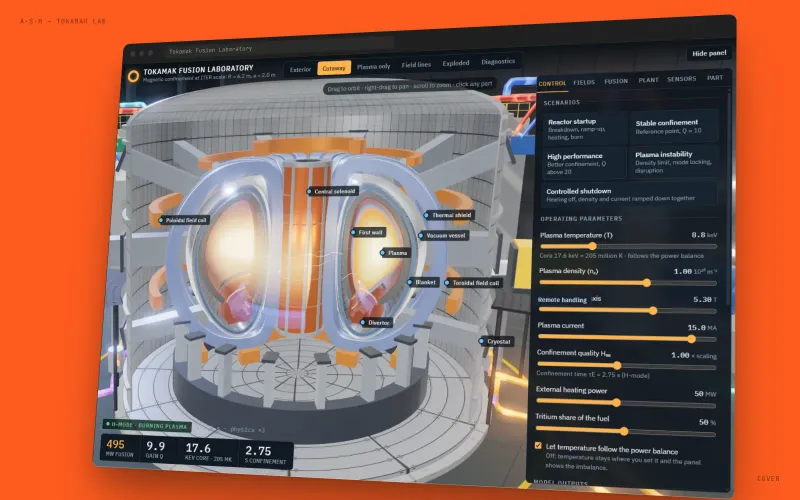 A·S·M — TOKAMAK LAB
Tokamak Fusion Laboratory
TOKAMAK FUSION LABORATORY
Magnetic confinement at ITER scale: R = 6.2 m, a = 2.0 m
Exterior
Cutaway
Plasma only
Field lines
Exploded
Diagnostics
Hide panel
Drag to orbit · right-drag to pan · scroll to zoom · click any part
CONTROL
FIELDS
FUSION
PLANT
SENSORS
PART
SCENARIOS
Reactor startup
Breakdown, ramp-up, heating, burn
Stable confinement
Reference point, Q = 10
High performance
Better confinement, Q above 20
Plasma instability
Density limit, mode locking, disruption
Controlled shutdown
Heating off, density and current ramped down together
OPERATING PARAMETERS
Plasma temperature (T) 8.8 keV
Core 17.6 keV = 205 million K · follows the power balance
Plasma density (nₑ) 1.00 10²⁰ m⁻³
Remote handling axis 5.30 T
Plasma current 15.0 MA
Confinement quality H₉₈ 1.00 × scaling
Confinement time τE = 2.75 s (H-mode)
External heating power 50 MW
Tritium share of the fuel 50 %
Let temperature follow the power balance
Off: temperature stays where you set it and the panel shows the imbalance.
MODEL OUTPUTS
Central solenoid
Poloidal field coil
Thermal shield
First wall
Vacuum vessel
Plasma
Blanket
Toroidal field coil
Divertor
Cryostat
H-MODE · BURNING PLASMA
physics ×1
495
MW FUSION
9.9
GAIN Q
17.6
KEV CORE · 205 MK
2.75
S CONFINEMENT
COVER